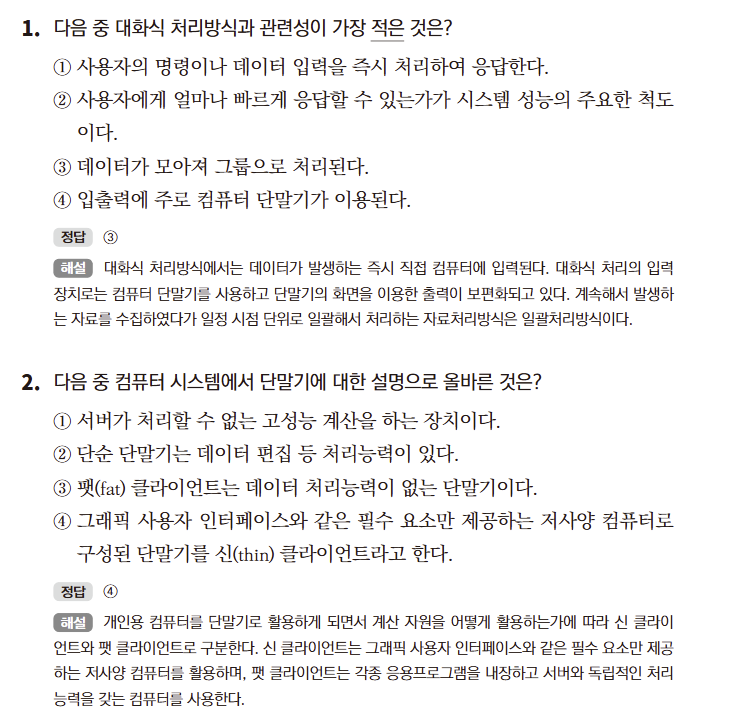 1. 다음 중 대화식 처리방식과 관련성이 가장 적은 것은?
① 사용자의 명령이나 데이터 입력을 즉시 처리하여 응답한다.
② 사용자에게 얼마나 빠르게 응답할 수 있는가가 시스템 성능의 주요한 척도
이다.
③ 데이터가 모아져 그룹으로 처리된다.
④ 입출력에 주로 컴퓨터 단말기가 이용된다.
정답 ③
해설 대화식 처리방식에서는 데이터가 발생하는 즉시 직접 컴퓨터에 입력된다. 대화식 처리의 입력
장치로는 컴퓨터 단말기를 사용하고 단말기의 화면을 이용한 출력이 보편화되고 있다. 계속해서 발생하
는 자료를 수집하였다가 일정 시점 단위로 일괄해서 처리하는 자료처리방식은 일괄처리방식이다.
2. 다음 중 컴퓨터 시스템에서 단말기에 대한 설명으로 올바른 것은?
① 서버가 처리할 수 없는 고성능 계산을 하는 장치이다.
② 단순 단말기는 데이터 편집 등 처리능력이 있다.
③ 팻(fat) 클라이언트는 데이터 처리능력이 없는 단말기이다.
④ 그래픽 사용자 인터페이스와 같은 필수 요소만 제공하는 저사양 컴퓨터로
구성된 단말기를 신(thin) 클라이언트라고 한다.
정답 ④
해설 개인용 컴퓨터를 단말기로 활용하게 되면서 계산 자원을 어떻게 활용하는가에 따라 신 클라이
언트와 팻 클라이언트로 구분한다. 신 클라이언트는 그래픽 사용자 인터페이스와 같은 필수 요소만 제공
하는 저사양 컴퓨터를 활용하며, 팻 클라이언트는 각종 응용프로그램을 내장하고 서버와 독립적인 처리
능력을 갖는 컴퓨터를 사용한다.